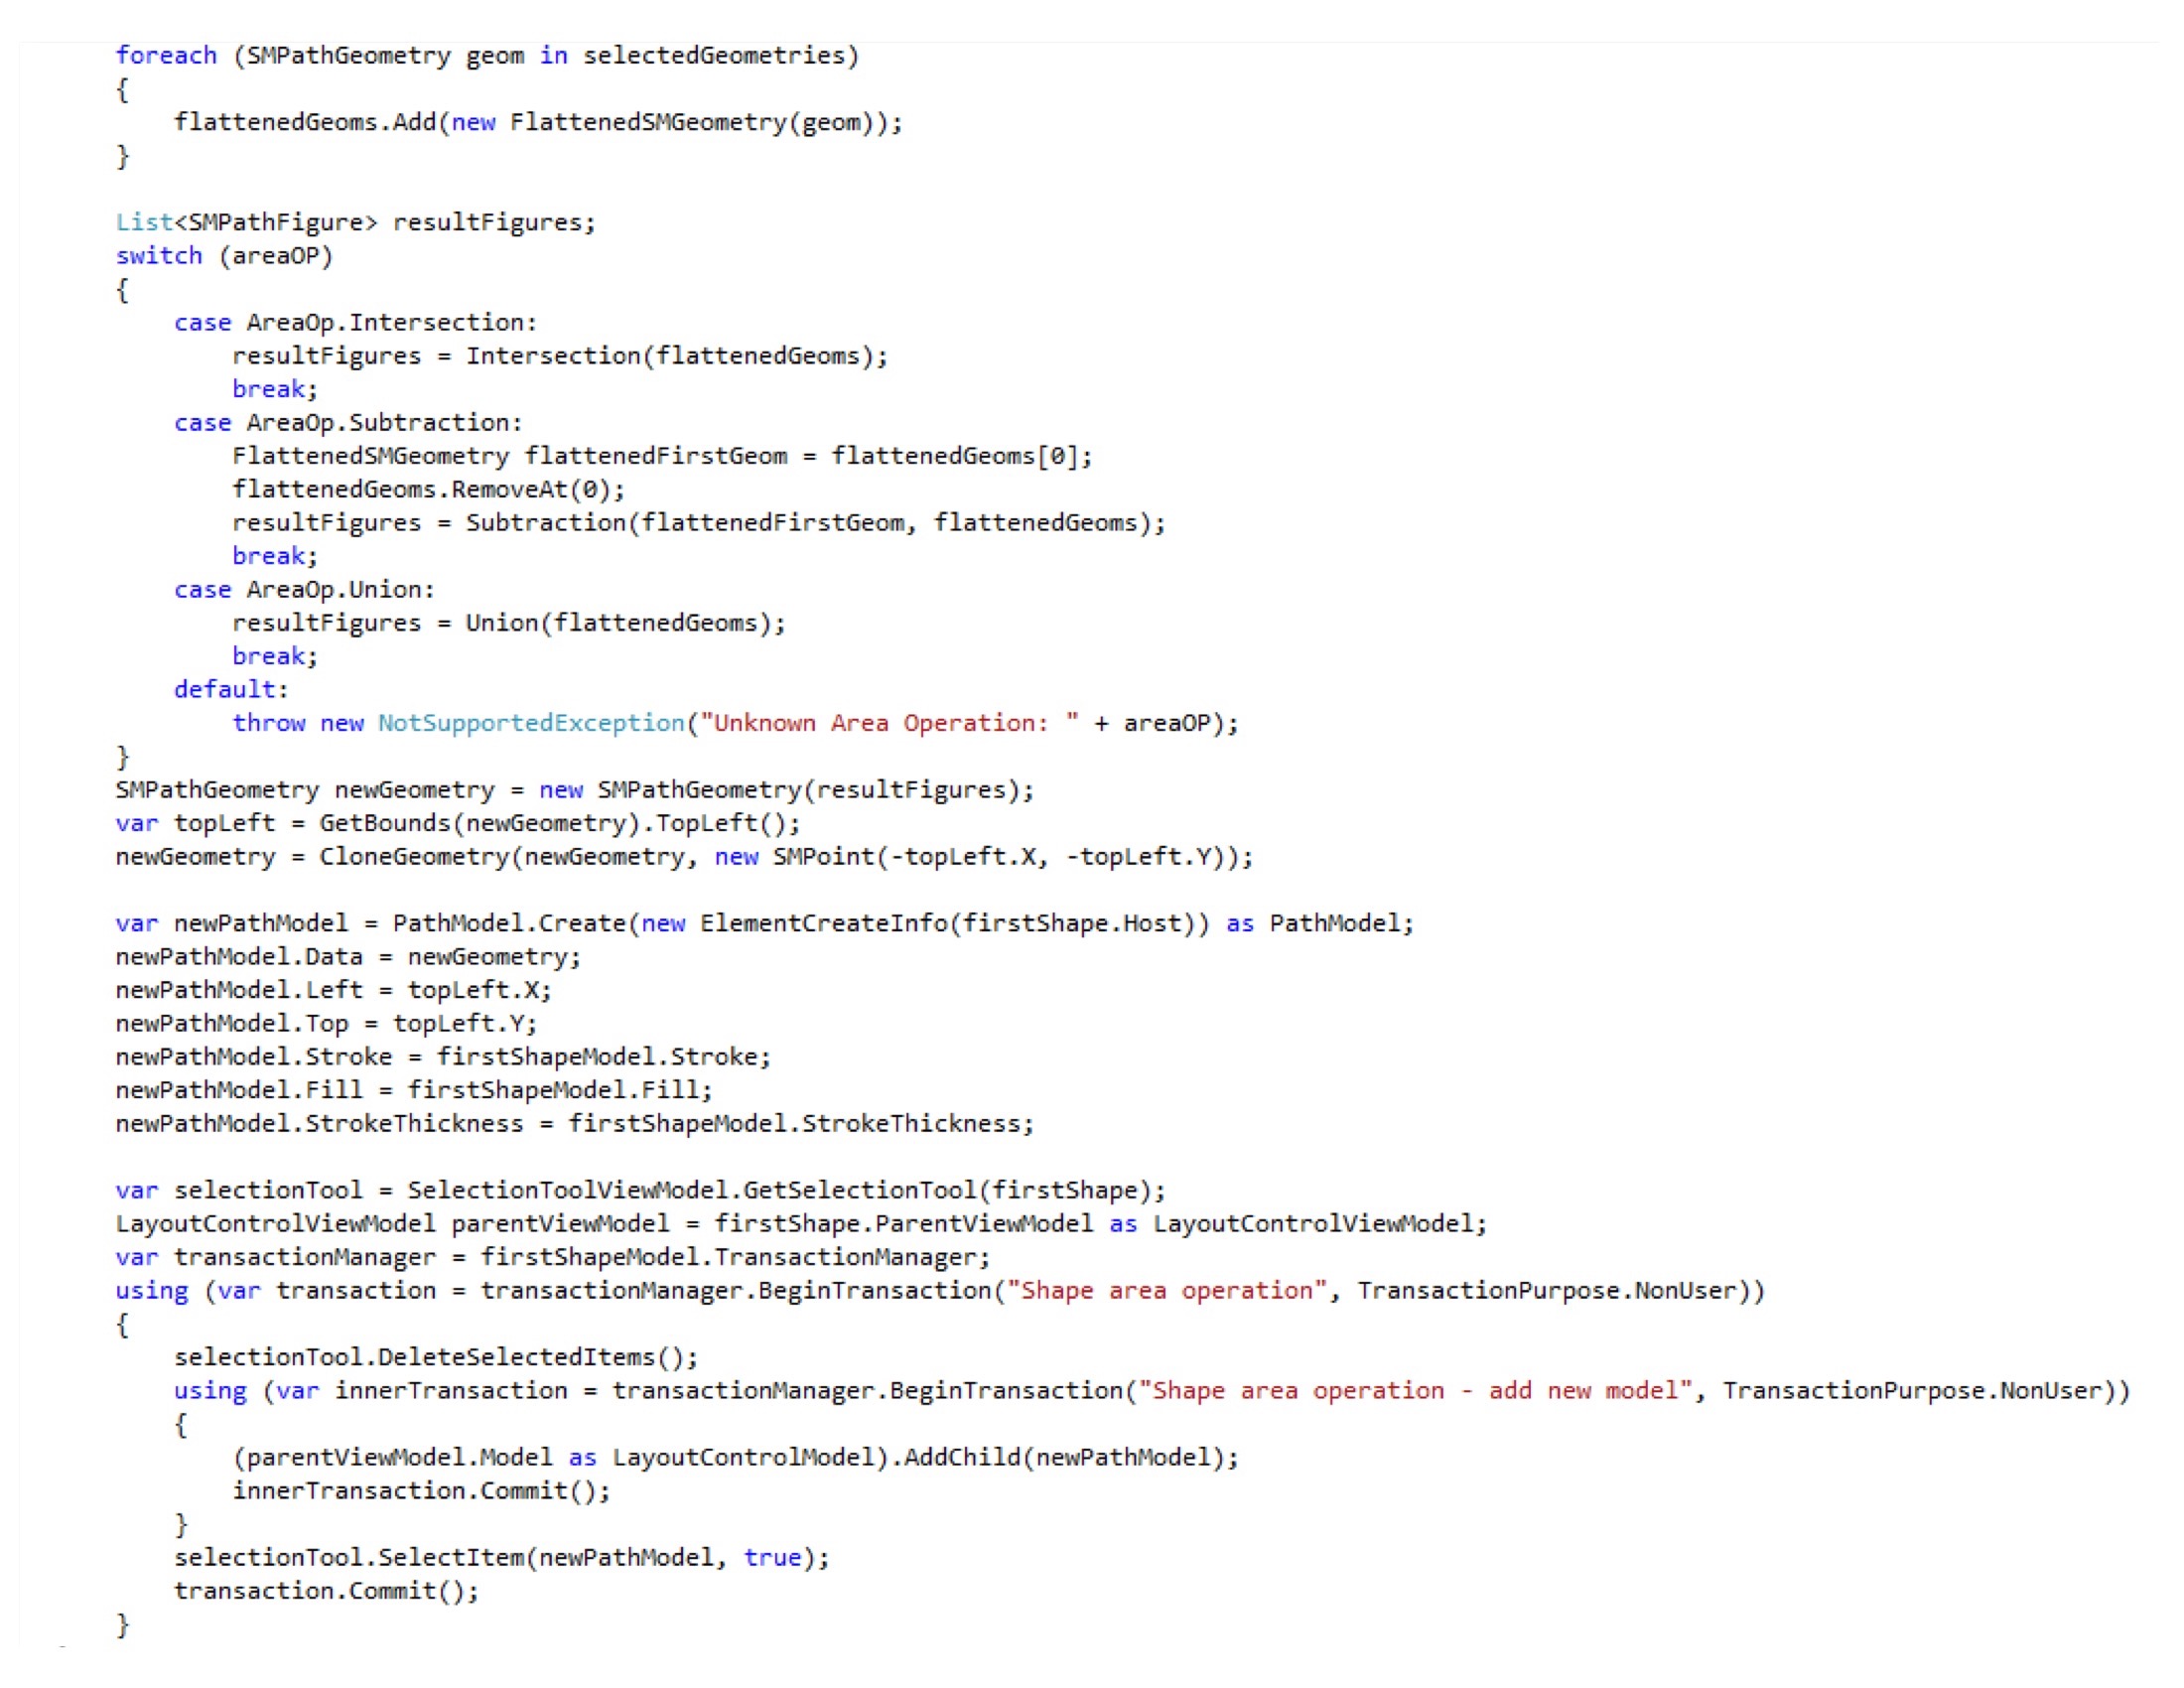 foreach (SMPathGeometry geom in selectedGeometries)
{
    flattenedGeoms.Add(new FlattenedSMGeometry(geom));
}

List<SMPathFigure> resultFigures;
switch (areaOP)
{
    case AreaOp.Intersection:
        resultFigures = Intersection(flattenedGeoms);
        break;
    case AreaOp.Subtraction:
        FlattenedSMGeometry flattenedFirstGeom = flattenedGeoms[0];
        flattenedGeoms.RemoveAt(0);
        resultFigures = Subtraction(flattenedFirstGeom, flattenedGeoms);
        break;
    case AreaOp.Union:
        resultFigures = Union(flattenedGeoms);
        break;
    default:
        throw new NotSupportedException("Unknown Area Operation: " + areaOP);
}
SMPathGeometry newGeometry = new SMPathGeometry(resultFigures);
var topLeft = GetBounds(newGeometry).TopLeft();
newGeometry = CloneGeometry(newGeometry, new SMPoint(-topLeft.X, -topLeft.Y));

var newPathModel = PathModel.Create(new ElementCreateInfo(firstShape.Host)) as PathModel;
newPathModel.Data = newGeometry;
newPathModel.Left = topLeft.X;
newPathModel.Top = topLeft.Y;
newPathModel.Stroke = firstShapeModel.Stroke;
newPathModel.Fill = firstShapeModel.Fill;
newPathModel.StrokeThickness = firstShapeModel.StrokeThickness;

var selectionTool = SelectionToolViewModel.GetSelectionTool(firstShape);
LayoutControlViewModel parentViewModel = firstShape.ParentViewModel as LayoutControlViewModel;
var transactionManager = firstShapeModel.TransactionManager;
using (var transaction = transactionManager.BeginTransaction("Shape area operation", TransactionPurpose.NonUser))
{
    selectionTool.DeleteSelectedItems();
    using (var innerTransaction = transactionManager.BeginTransaction("Shape area operation - add new model", TransactionPurpose.NonUser))
    {
        (parentViewModel.Model as LayoutControlModel).AddChild(newPathModel);
        innerTransaction.Commit();
    }
    selectionTool.SelectItem(newPathModel, true);
    transaction.Commit();
}